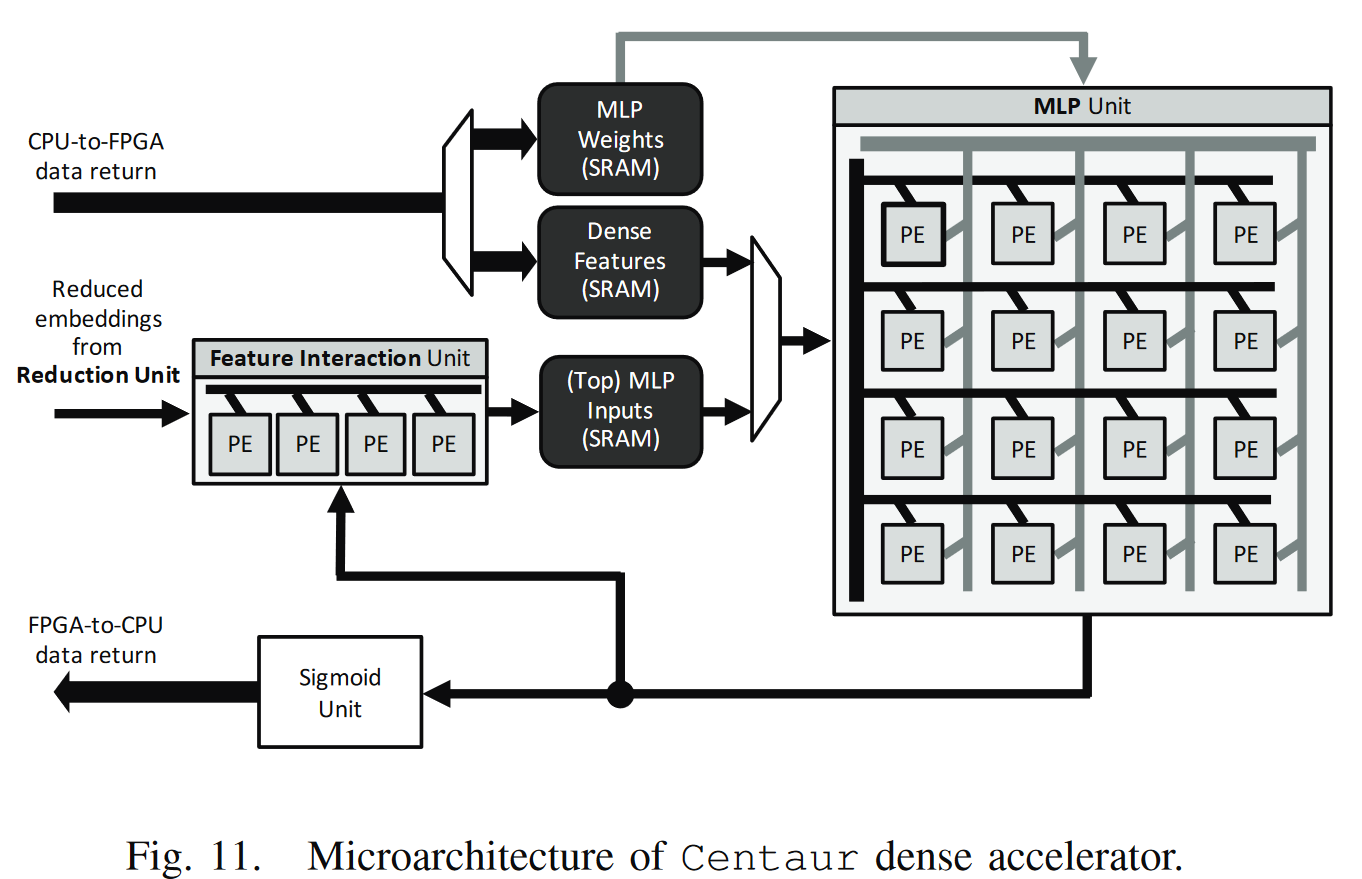 CPU-to-FPGA
data return
MLP
Weights
(SRAM)
MLP Unit
Dense
Features
(SRAM)
Reduced
embeddings
from
Reduction Unit
Feature Interaction Unit
PE PE PE PE
(Top) MLP
Inputs
(SRAM)
PE PE PE PE
PE PE PE PE
PE PE PE PE
PE PE PE PE
FPGA-to-CPU
data return
Sigmoid
Unit
Fig. 11. Microarchitecture of Centaur dense accelerator.